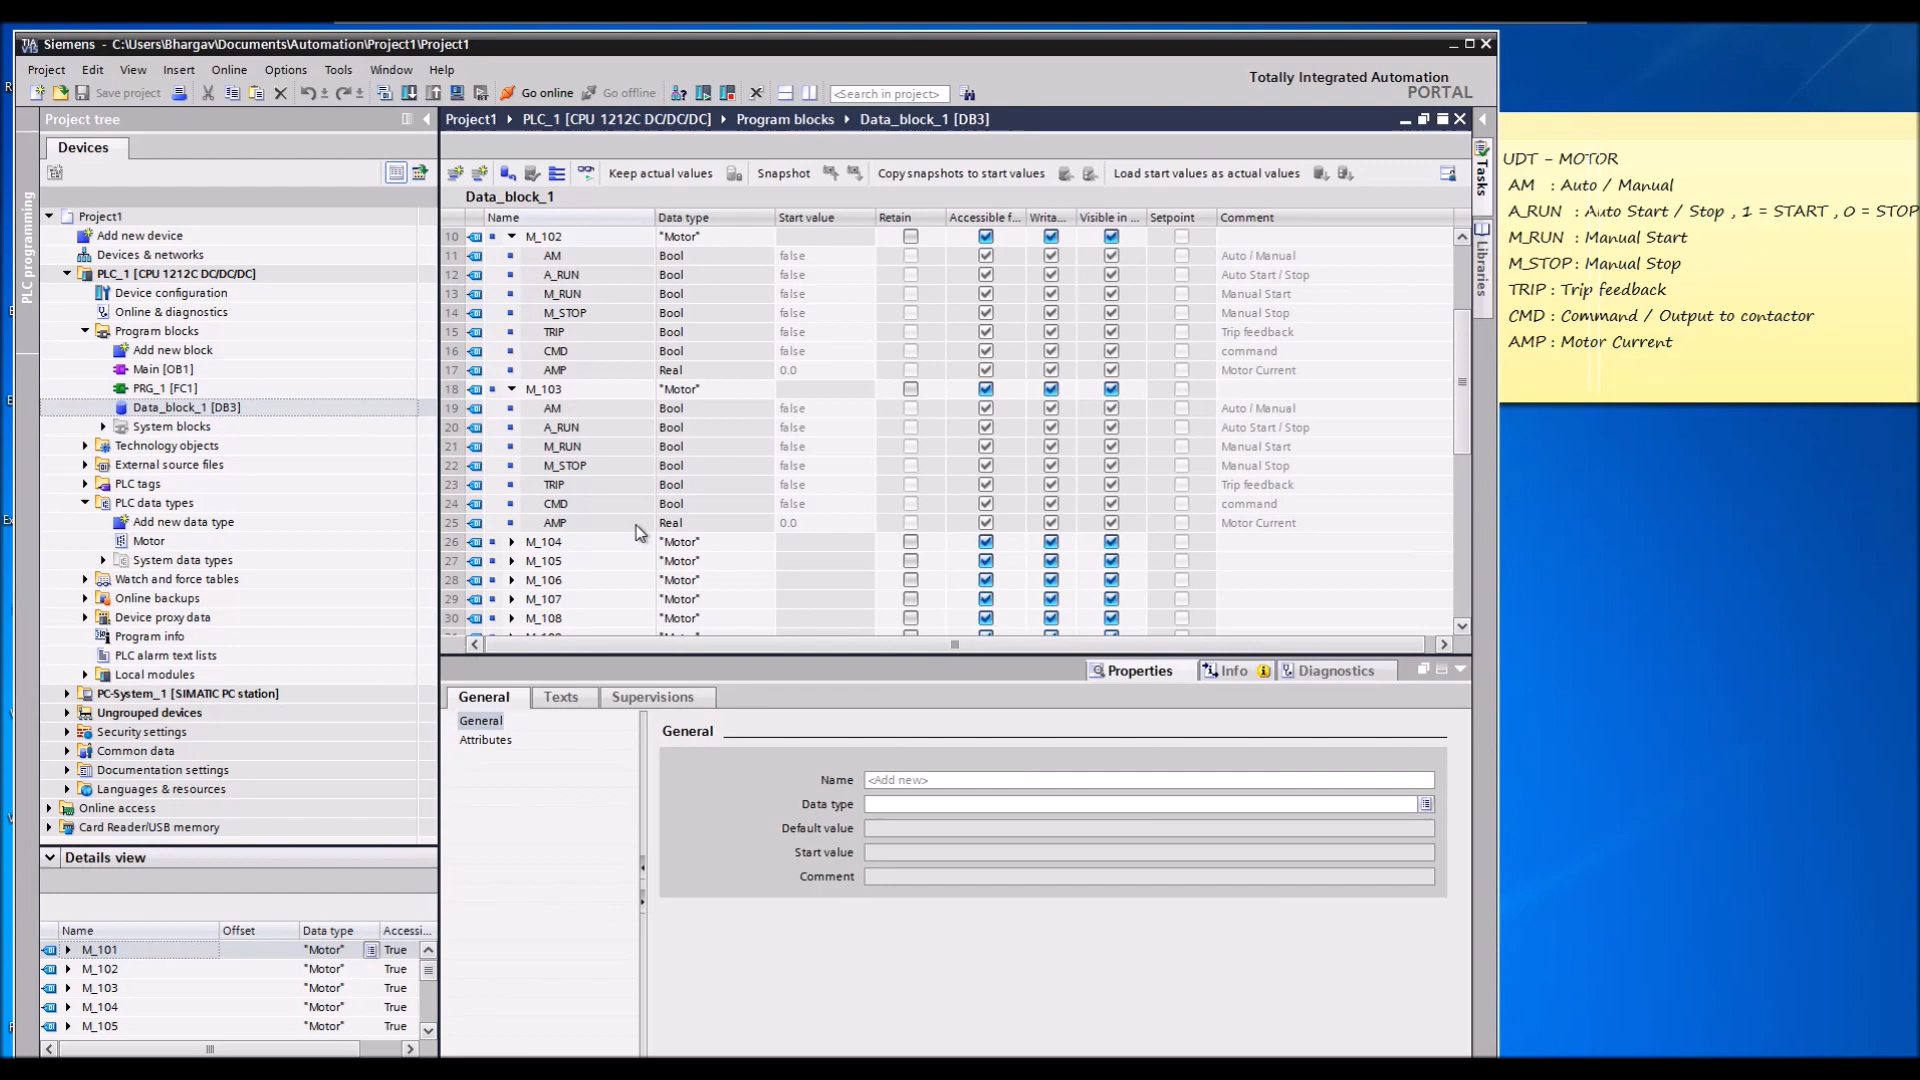 Siemens - C:\Users\Bhargav\Documents\Automation\Project1\Project1
Project Edit View Insert Online Options Tools Window Help
Totally Integrated Automation
PORTAL
Save project
Go online
Go offline
<Search in project>
Project tree
Project1 PLC_1 [CPU 1212C DC/DC/DC] Program blocks Data_block_1 [DB3]
Devices
PLC programming
Project1
Add new device
Devices & networks
PLC_1 [CPU 1212C DC/DC/DC]
Device configuration
Online & diagnostics
Program blocks
Add new block
Main [OB1]
PRG_1 [FC1]
Data_block_1 [DB3]
System blocks
Technology objects
External source files
PLC tags
PLC data types
Add new data type
Motor
System data types
Watch and force tables
Online backups
Device proxy data
Program info
PLC alarm text lists
Local modules
PC-System_1 [SIMATIC PC station]
Ungrouped devices
Security settings
Common data
Documentation settings
Languages & resources
Online access
Card Reader/USB memory
Details view
Name Offset Data type Accessi...
M_101 "Motor" True
M_102 "Motor" True
M_103 "Motor" True
M_104 "Motor" True
M_105 "Motor" True
Keep actual values Snapshot Copy snapshots to start values Load start values as actual values
Data_block_1
Name Data type Start value Retain Accessible f... Writa... Visible in ... Setpoint Comment
10 M_102 "Motor"
11 AM Bool false Auto / Manual
12 A_RUN Bool false Auto Start / Stop
13 M_RUN Bool false Manual Start
14 M_STOP Bool false Manual Stop
15 TRIP Bool false Trip feedback
16 CMD Bool false command
17 AMP Real 0.0 Motor Current
18 M_103 "Motor"
19 AM Bool false Auto / Manual
20 A_RUN Bool false Auto Start / Stop
21 M_RUN Bool false Manual Start
22 M_STOP Bool false Manual Stop
23 TRIP Bool false Trip feedback
24 CMD Bool false command
25 AMP Real 0.0 Motor Current
26 M_104 "Motor"
27 M_105 "Motor"
28 M_106 "Motor"
29 M_107 "Motor"
30 M_108 "Motor"
Properties Info Diagnostics
General Texts Supervisions
General
Attributes
General
Name <Add new>
Data type
Default value
Start value
Comment
Tasks
Libraries
UDT - MOTOR
AM : Auto / Manual
A_RUN : Auto Start / Stop , 1 = START , 0 = STOP
M_RUN : Manual Start
M_STOP : Manual Stop
TRIP : Trip feedback
CMD : Command / Output to contactor
AMP : Motor Current